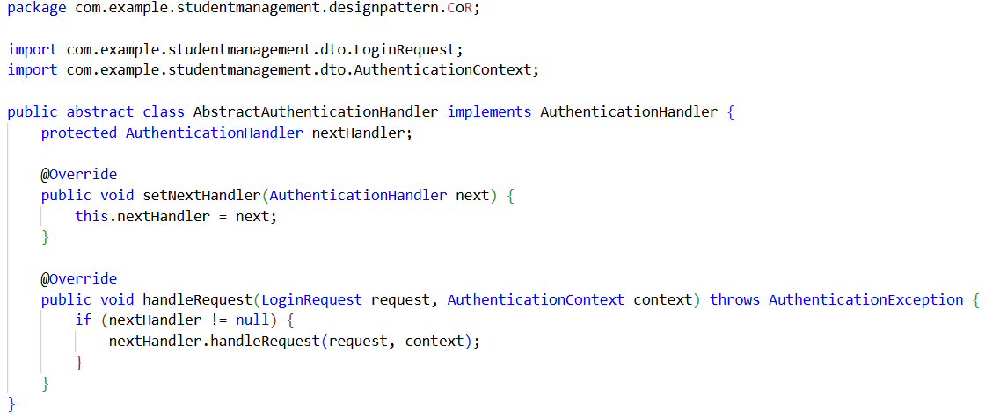 package com.example.studentmanagement.designpattern.CoR;
import com.example.studentmanagement.dto.LoginRequest;
import com.example.studentmanagement.dto.AuthenticationContext;
public abstract class AbstractAuthenticationHandler implements AuthenticationHandler {
    protected AuthenticationHandler nextHandler;
    @Override
    public void setNextHandler(AuthenticationHandler next) {
        this.nextHandler = next;
    }
    @Override
    public void handleRequest(LoginRequest request, AuthenticationContext context) throws AuthenticationException {
        if (nextHandler != null) {
            nextHandler.handleRequest(request, context);
        }
    }
}